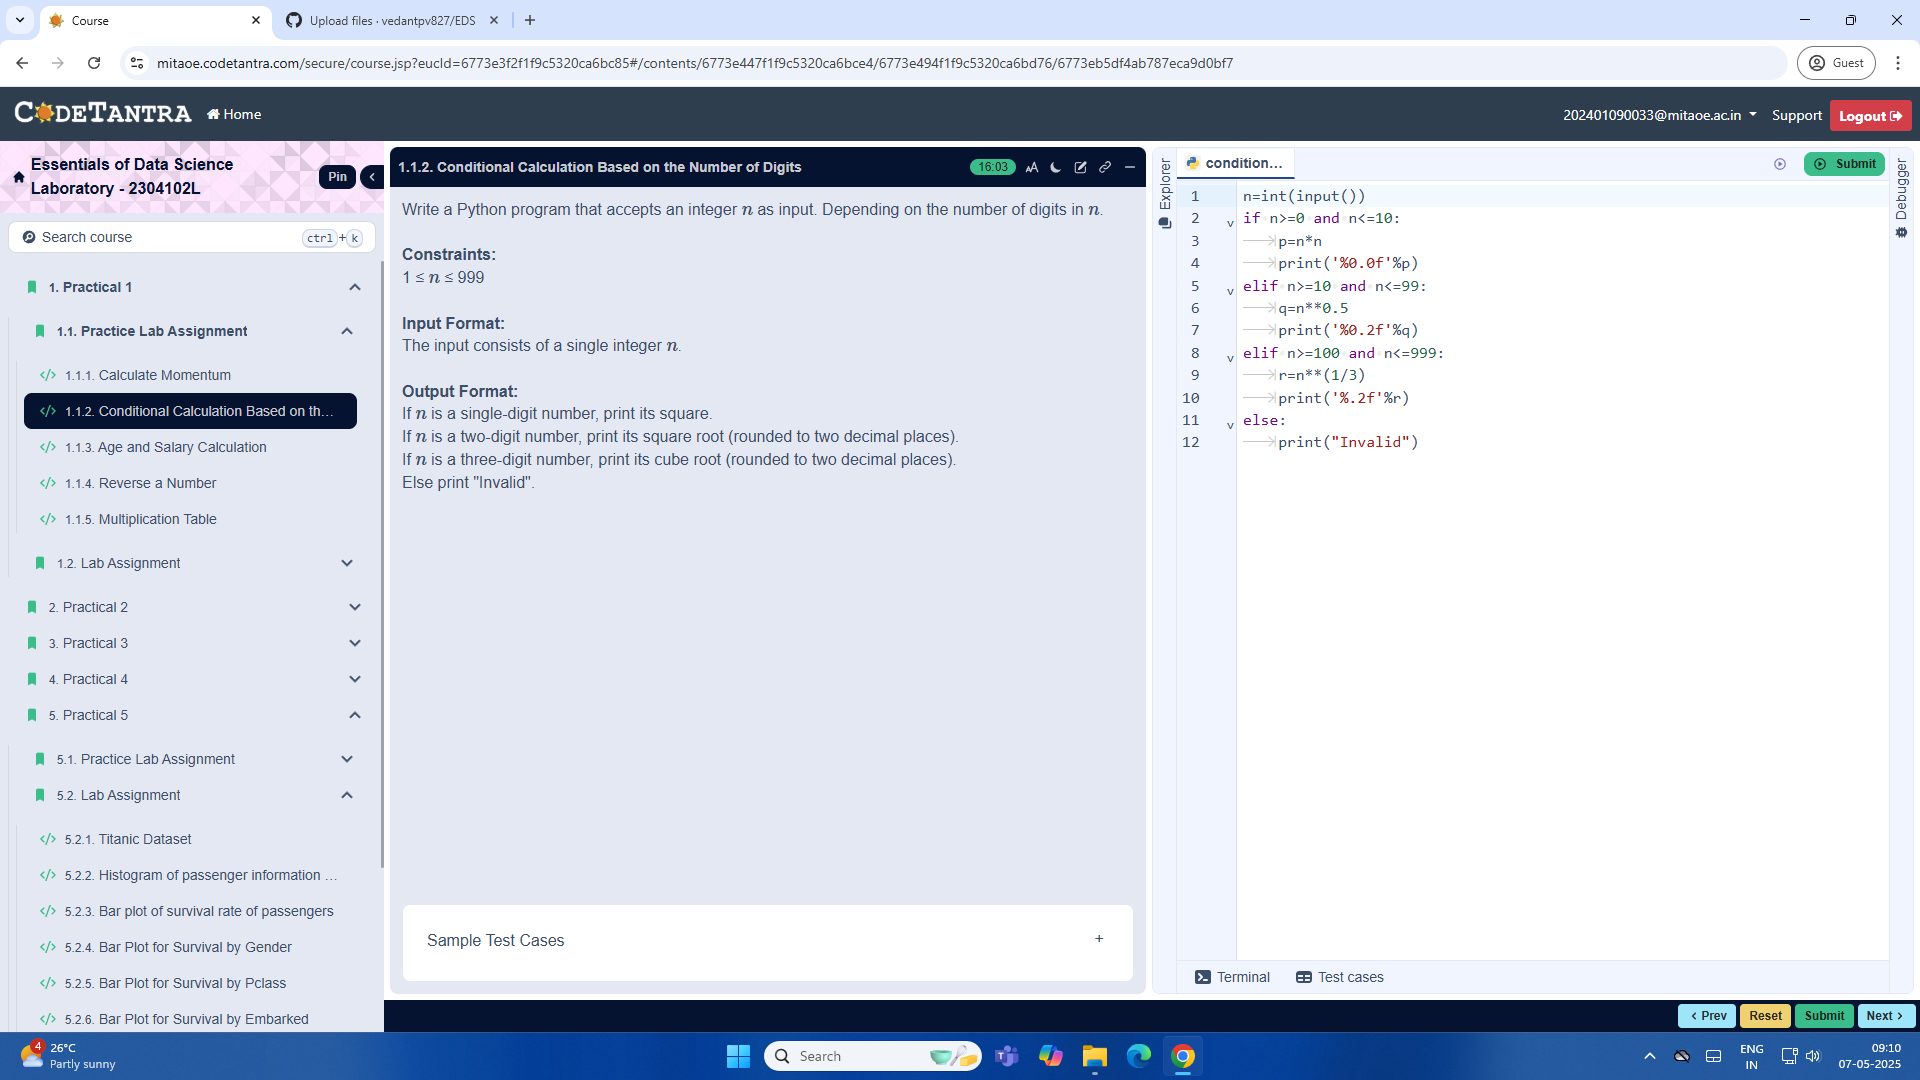 Course
Upload files · vedantpv827/EDS
mitaoe.codetantra.com/secure/course.jsp?eucId=6773e3f2f1f9c5320ca6bc85#/contents/6773e447f1f9c5320ca6bce4/6773e494f1f9c5320ca6bd76/6773eb5df4ab787eca9d0bf7
Guest
CODETANTRA
Home
202401090033@mitaoe.ac.in
Support
Logout
Essentials of Data Science
Laboratory - 2304102L
Pin
Search course
ctrl + k
1. Practical 1
1.1. Practice Lab Assignment
1.1.1. Calculate Momentum
1.1.2. Conditional Calculation Based on th...
1.1.3. Age and Salary Calculation
1.1.4. Reverse a Number
1.1.5. Multiplication Table
1.2. Lab Assignment
2. Practical 2
3. Practical 3
4. Practical 4
5. Practical 5
5.1. Practice Lab Assignment
5.2. Lab Assignment
5.2.1. Titanic Dataset
5.2.2. Histogram of passenger information ...
5.2.3. Bar plot of survival rate of passengers
5.2.4. Bar Plot for Survival by Gender
5.2.5. Bar Plot for Survival by Pclass
5.2.6. Bar Plot for Survival by Embarked
1.1.2. Conditional Calculation Based on the Number of Digits
16:03
AA
Write a Python program that accepts an integer n as input. Depending on the number of digits in n.
Constraints:
1 ≤ n ≤ 999
Input Format:
The input consists of a single integer n.
Output Format:
If n is a single-digit number, print its square.
If n is a two-digit number, print its square root (rounded to two decimal places).
If n is a three-digit number, print its cube root (rounded to two decimal places).
Else print "Invalid".
Sample Test Cases
+
Explorer
condition...
Submit
Debugger
1 n=int(input())
2 if n>=0 and n<=10:
3 p=n*n
4 print('%0.0f'%p)
5 elif n>=10 and n<=99:
6 q=n**0.5
7 print('%0.2f'%q)
8 elif n>=100 and n<=999:
9 r=n**(1/3)
10 print('%.2f'%r)
11 else:
12 print("Invalid")
Terminal
Test cases
‹ Prev
Reset
Submit
Next ›
4
26°C
Partly sunny
Search
ENG
IN
09:10
07-05-2025